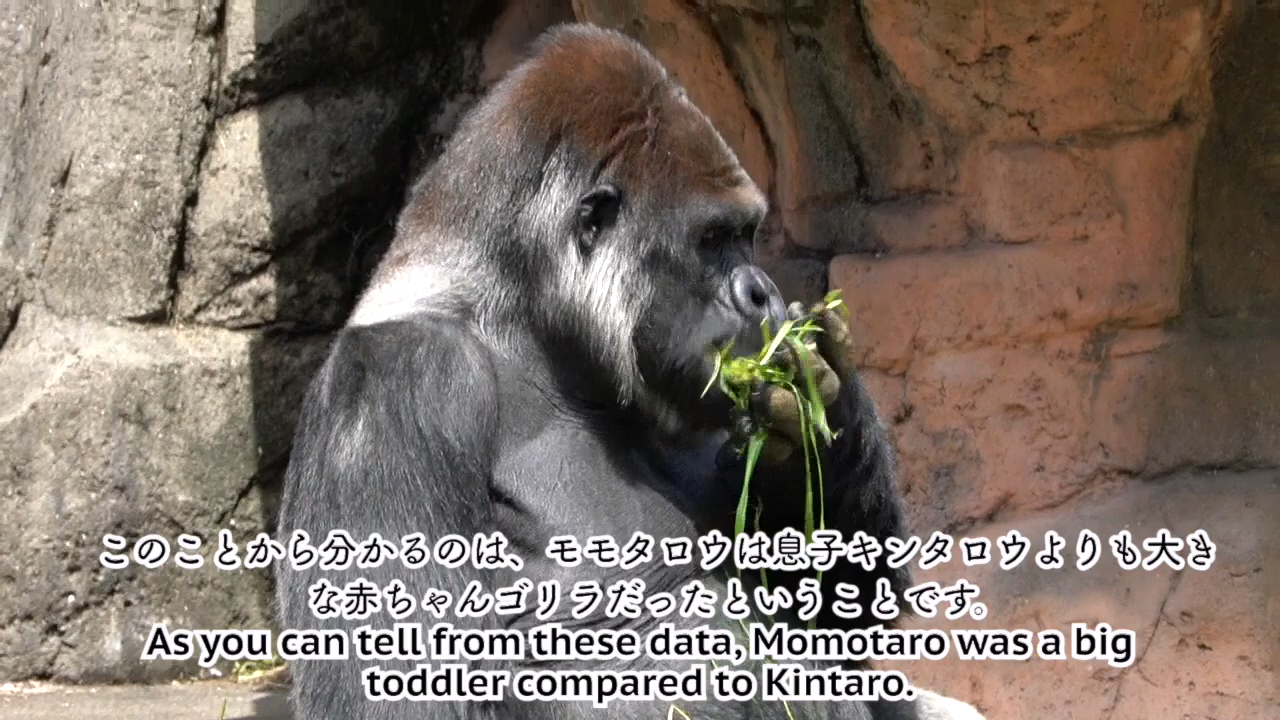 このことから分かるのは、モモタロウは息子キンタロウよりも大き
な赤ちゃんゴリラだったということです。
As you can tell from these data, Momotaro was a big
toddler compared to Kintaro.